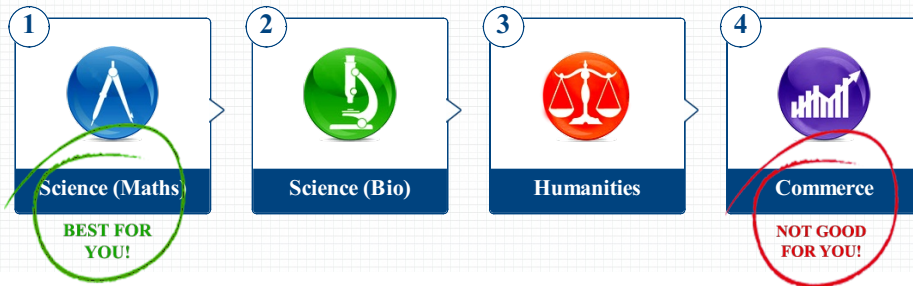 1
2
3
4
Science (Maths)
Science (Bio)
Humanities
Commerce
BEST FOR
YOU!
NOT GOOD
FOR YOU!